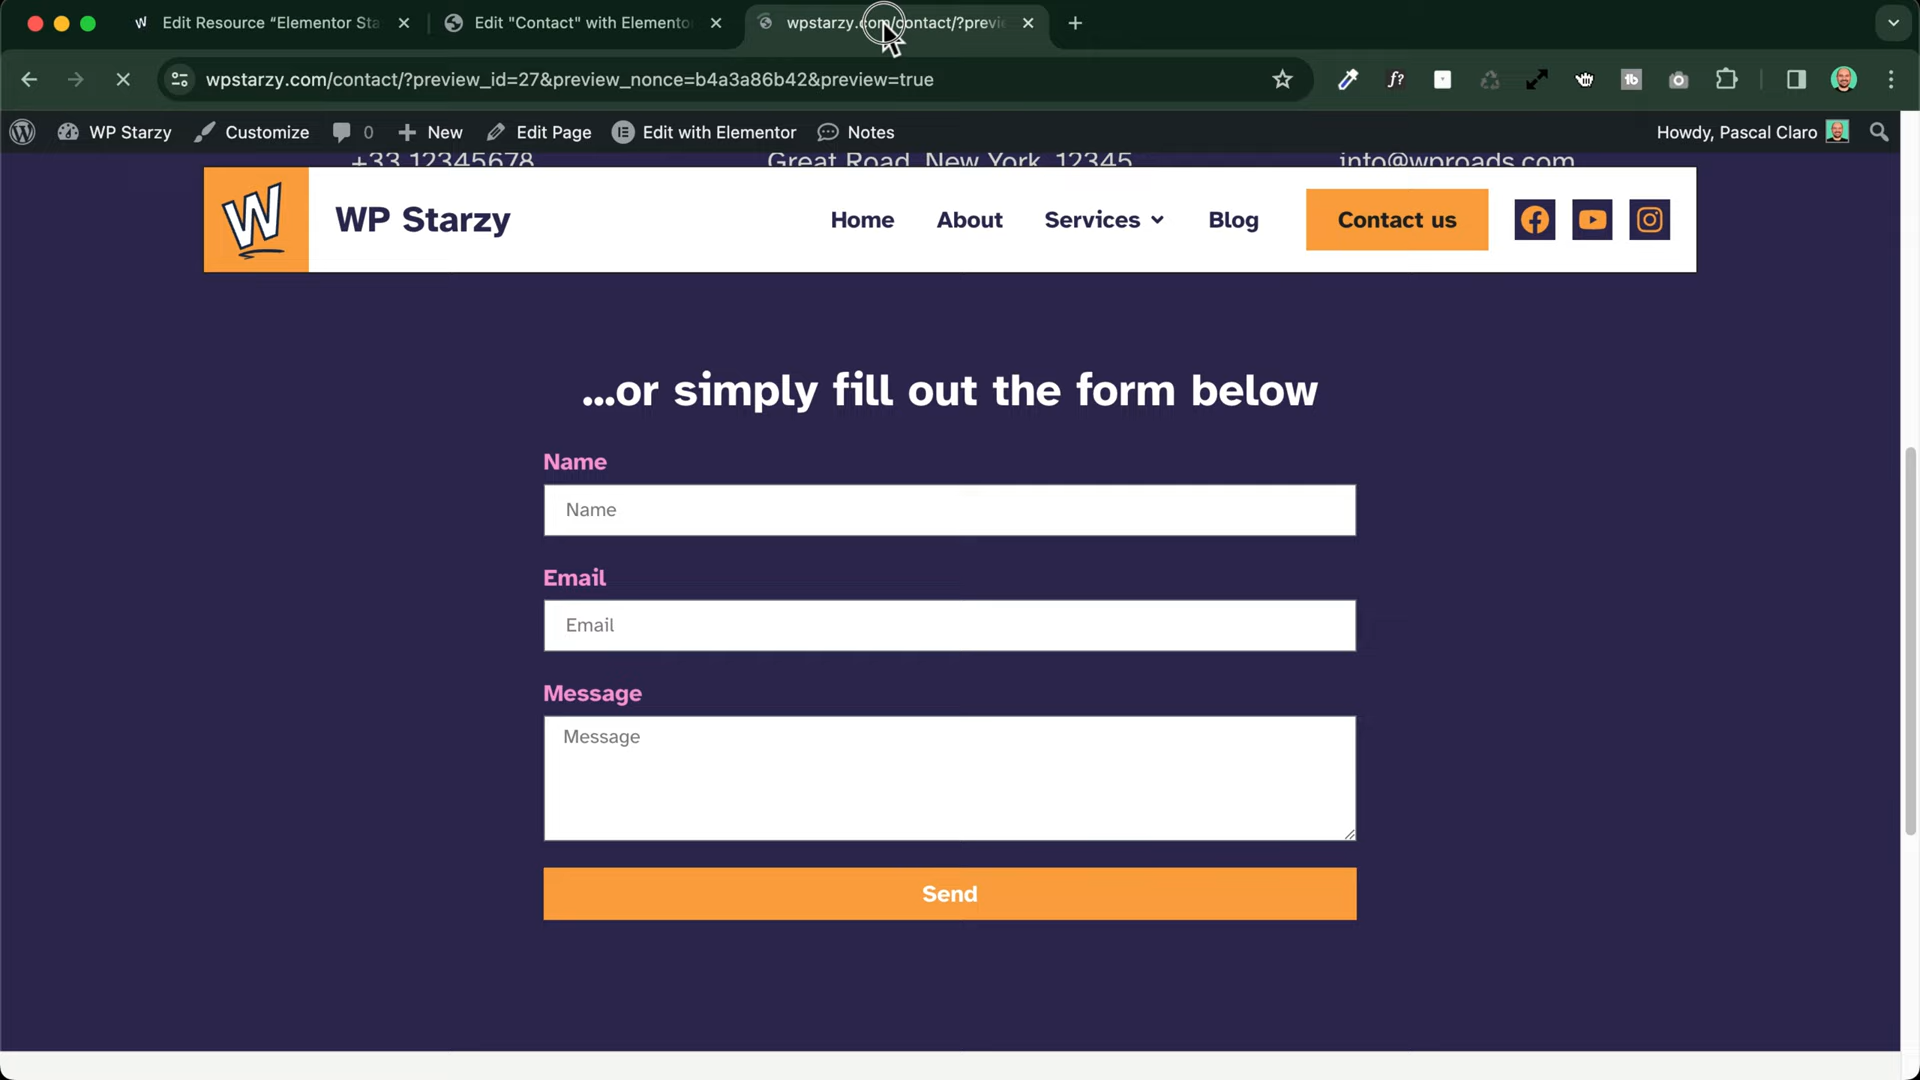 Edit Resource “Elementor Sta
Edit "Contact" with Elemento
wpstarzy.com/contact/?previ
wpstarzy.com/contact/?preview_id=27&preview_nonce=b4a3a86b42&preview=true
WP Starzy
Customize
0
New
Edit Page
Edit with Elementor
Notes
Howdy, Pascal Claro
+33 12345678
Great Road, New York, 12345
info@wproads.com
W
WP Starzy
Home
About
Services
Blog
Contact us
...or simply fill out the form below
Name
Name
Email
Email
Message
Message
Send